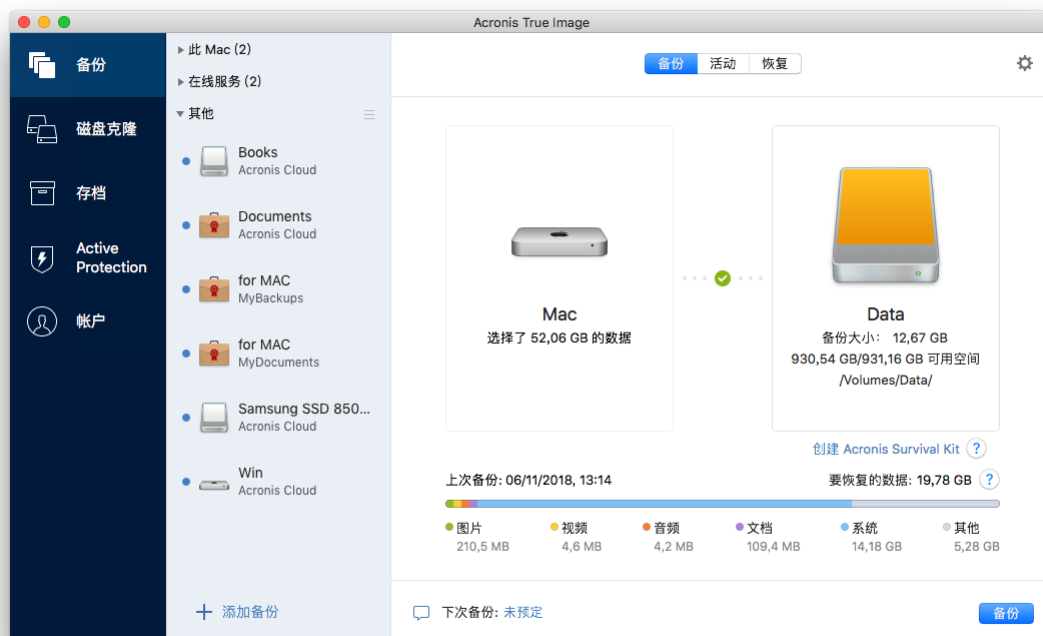 Acronis True Image
备份
磁盘克隆
存档
Active
Protection
帐户
此 Mac (2)
在线服务 (2)
其他
Books
Acronis Cloud
Documents
Acronis Cloud
for MAC
MyBackups
for MAC
MyDocuments
Samsung SSD 850...
Acronis Cloud
Win
Acronis Cloud
添加备份
备份 活动 恢复
Mac
选择了 52,06 GB 的数据
Data
备份大小: 12,67 GB
930,54 GB/931,16 GB 可用空间
/Volumes/Data/
创建 Acronis Survival Kit ?
上次备份: 06/11/2018, 13:14
要恢复的数据: 19,78 GB ?
图片 视频 音频 文档 系统 其他
210,5 MB 4,6 MB 4,2 MB 109,4 MB 14,18 GB 5,28 GB
下次备份: 未预定
备份